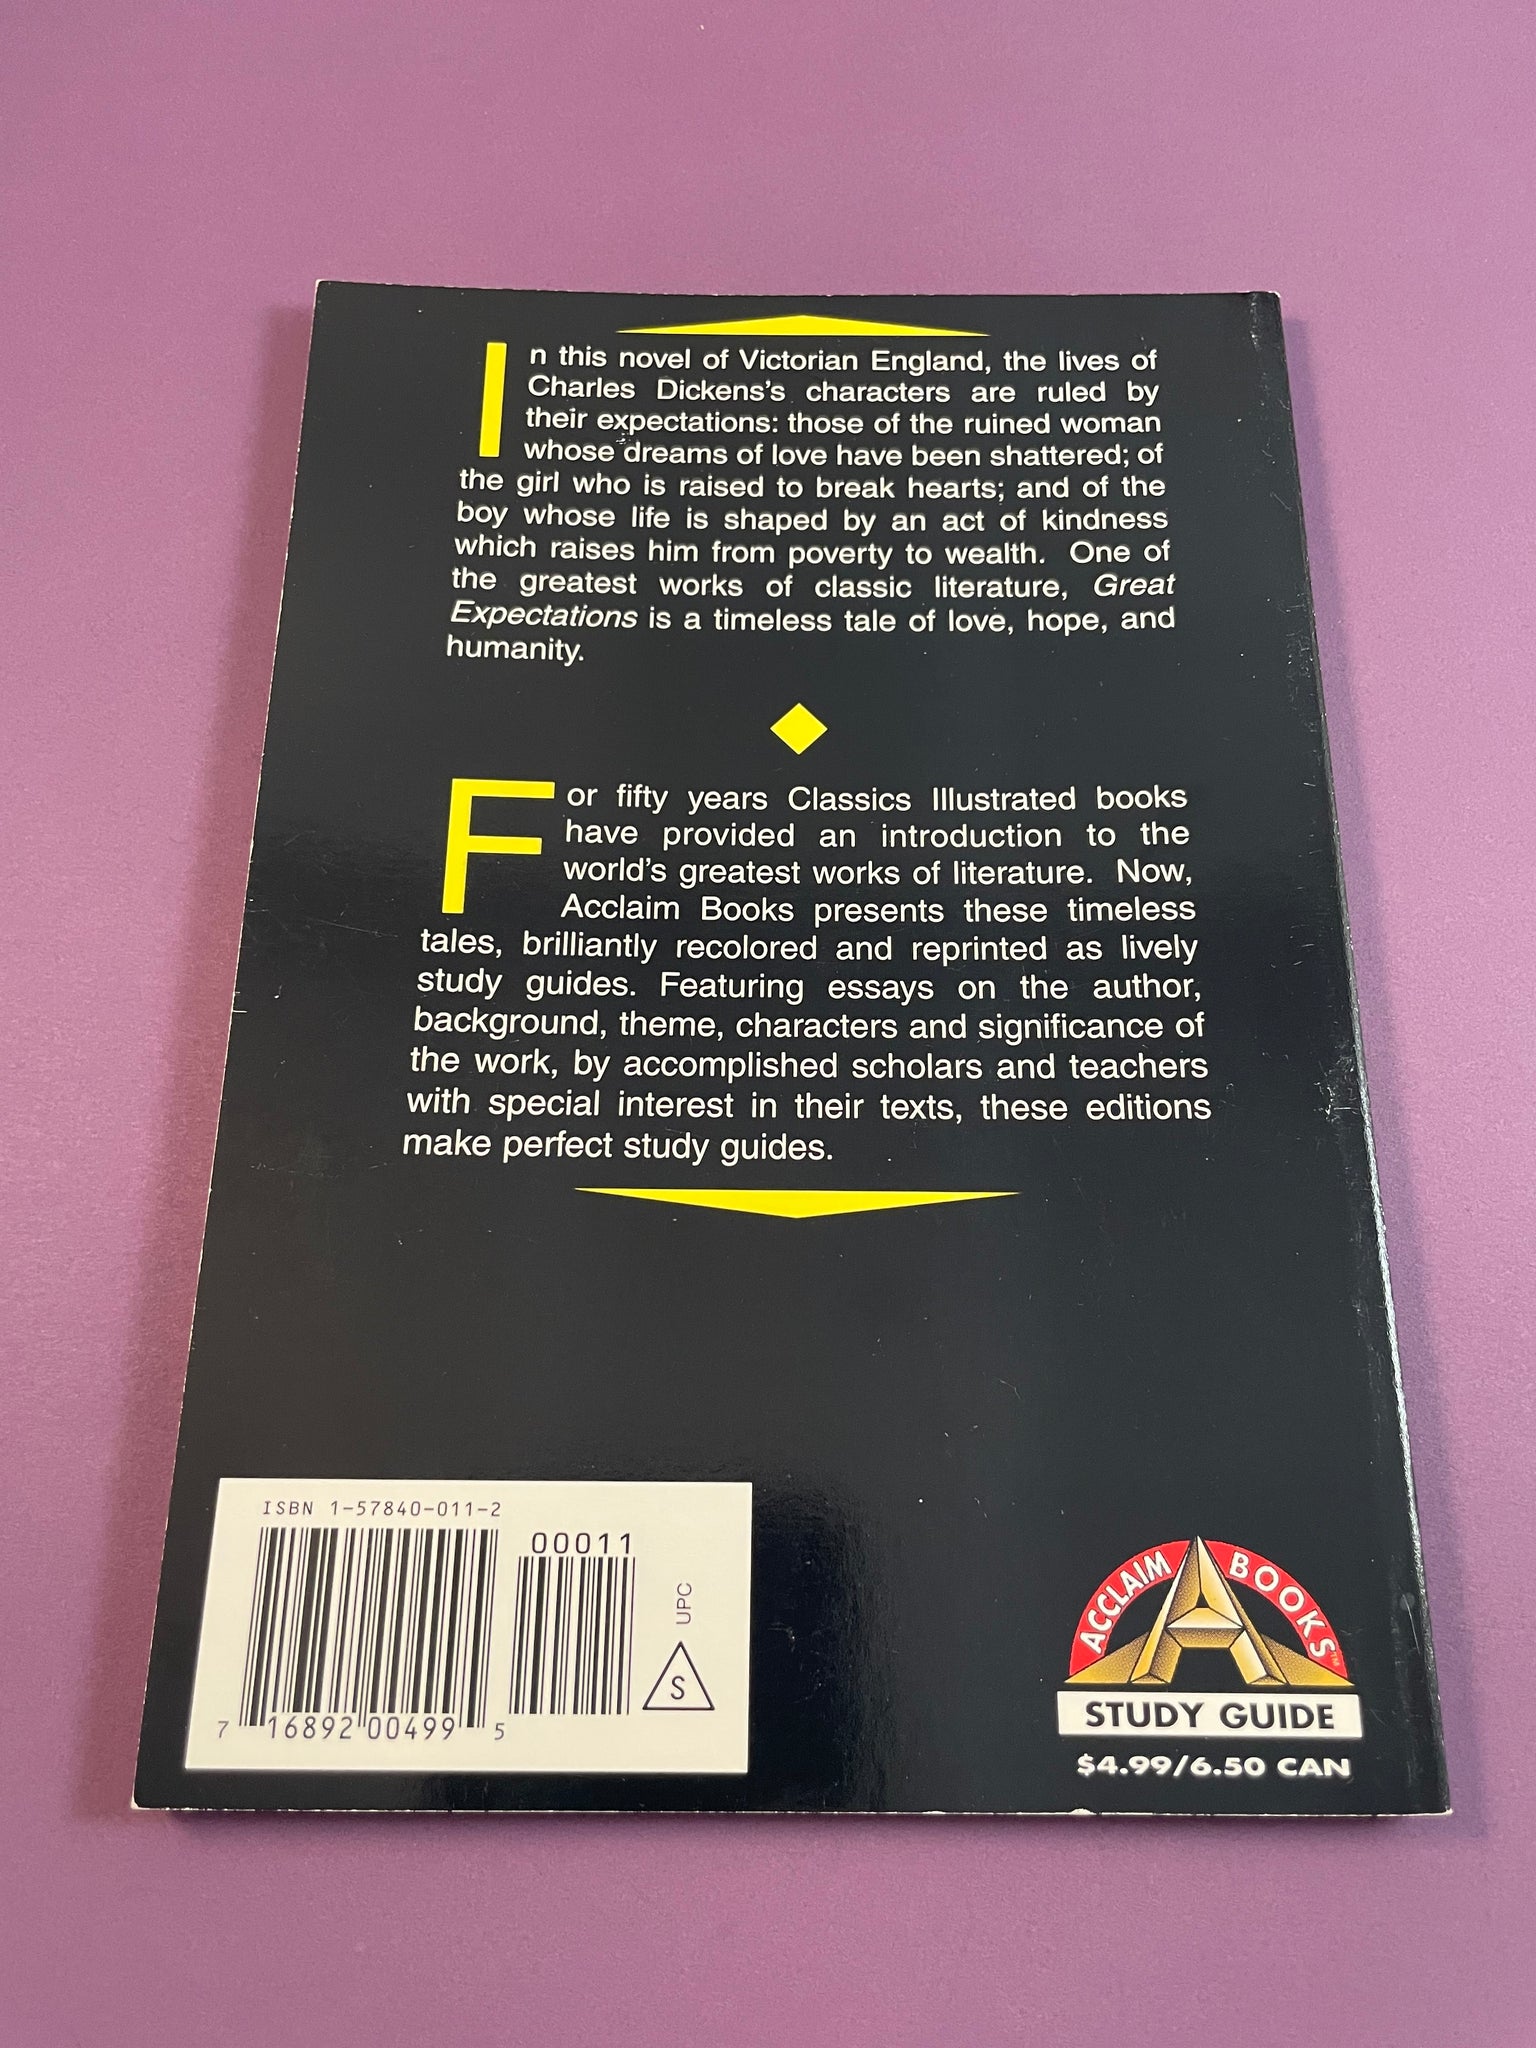 In this novel of Victorian England, the lives of
Charles Dickens's characters are ruled by
their expectations: those of the ruined woman
whose dreams of love have been shattered; of
the girl who is raised to break hearts; and of the
boy whose life is shaped by an act of kindness
which raises him from poverty to wealth. One of
the greatest works of classic literature, Great
Expectations is a timeless tale of love, hope, and
humanity.
For fifty years Classics Illustrated books
have provided an introduction to the
world's greatest works of literature. Now,
Acclaim Books presents these timeless
tales, brilliantly recolored and reprinted as lively
study guides. Featuring essays on the author,
background, theme, characters and significance of
the work, by accomplished scholars and teachers
with special interest in their texts, these editions
make perfect study guides.
ISBN 1-57840-011-2
00011
7 16892 00499 5
UPC
S
ACCLAIM BOOKS™
A
STUDY GUIDE
$4.99/6.50 CAN